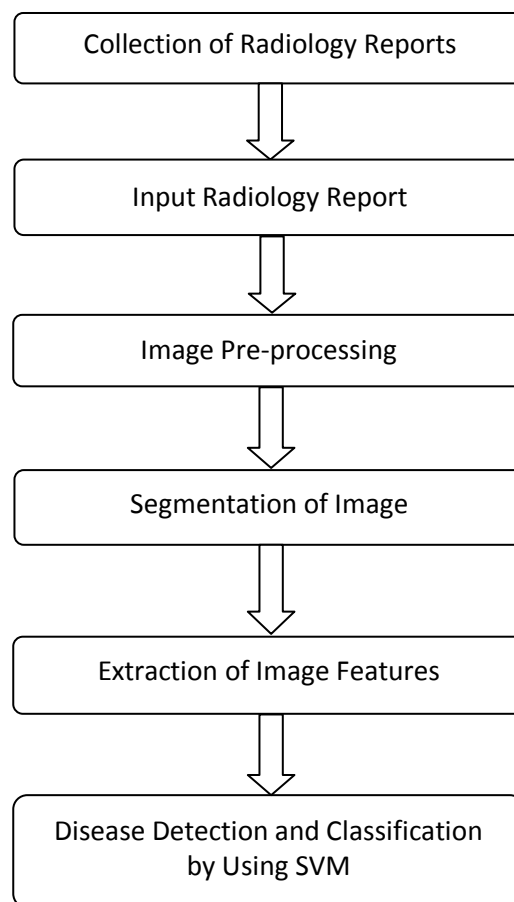 Collection of Radiology Reports
Input Radiology Report
Image Pre-processing
Segmentation of Image
Extraction of Image Features
Disease Detection and Classification
by Using SVM